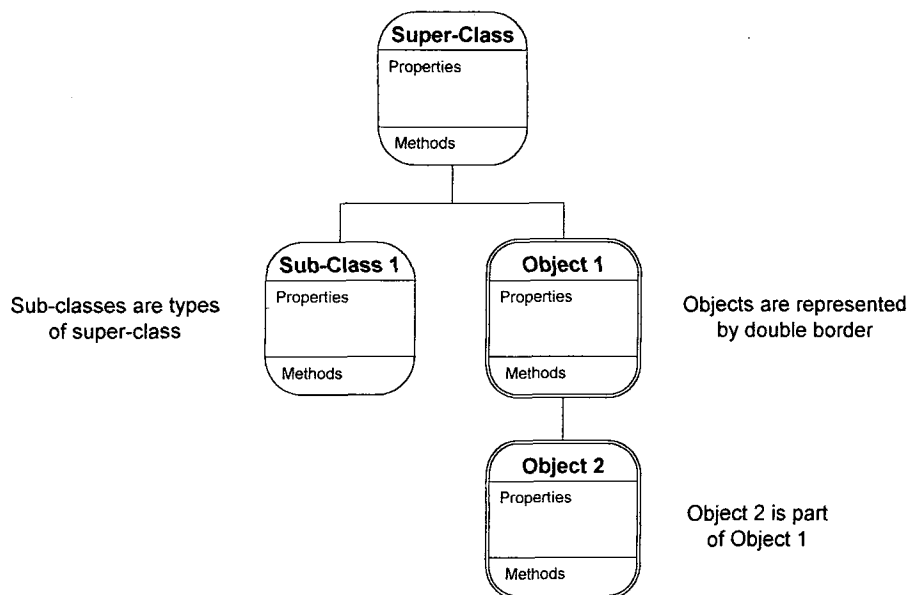 Super-Class
Properties
Methods
Sub-Class 1
Properties
Methods
Object 1
Properties
Methods
Sub-classes are types
of super-class
Objects are represented
by double border
Object 2
Properties
Methods
Object 2 is part
of Object 1